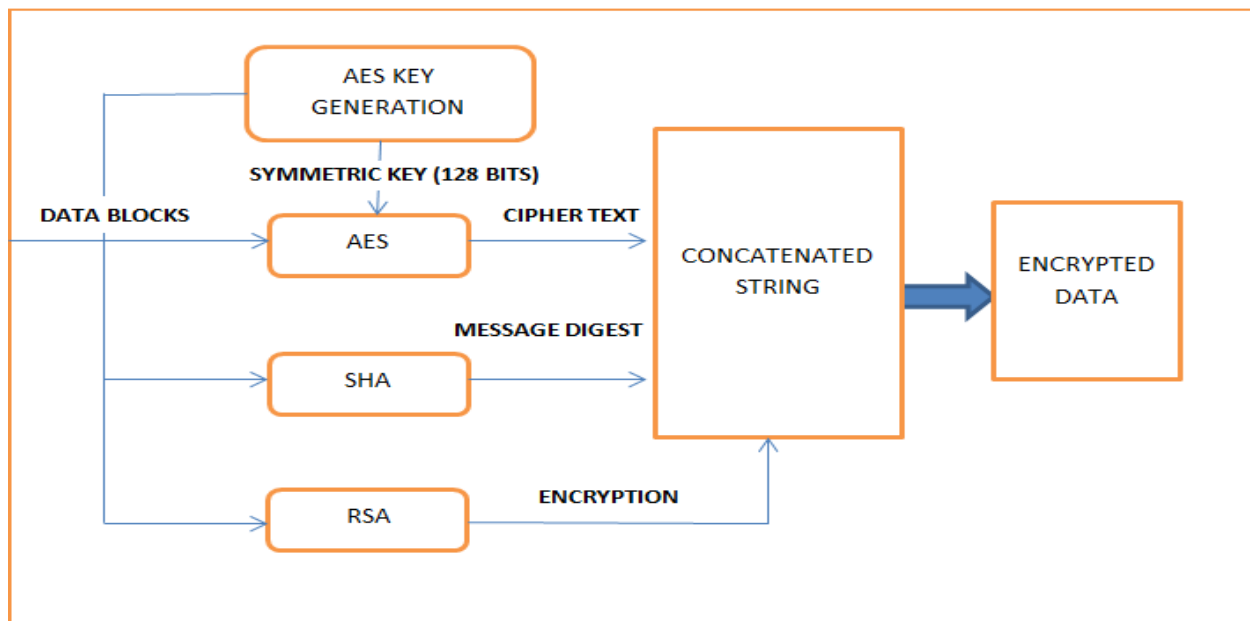 AES KEY
GENERATION
SYMMETRIC KEY (128 BITS)
DATA BLOCKS
AES
CIPHER TEXT
CONCATENATED
STRING
ENCRYPTED
DATA
MESSAGE DIGEST
SHA
ENCRYPTION
RSA